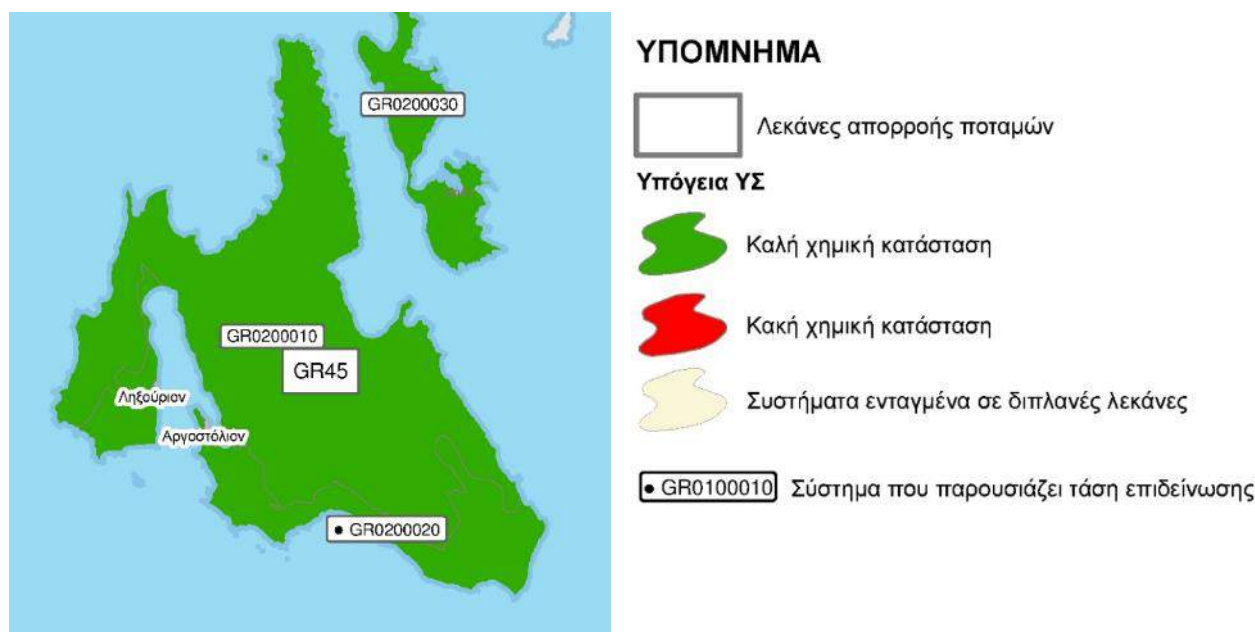 GR0200030
GR0200010
GR45
Ληξούριον
Αργοστόλιον
• GR0200020
ΥΠΟΜΝΗΜΑ
Λεκάνες απορροής ποταμών
Υπόγεια ΥΣ
Καλή χημική κατάσταση
Κακή χημική κατάσταση
Συστήματα ενταγμένα σε διπλανές λεκάνες
• GR0100010 Σύστημα που παρουσιάζει τάση επιδείνωσης